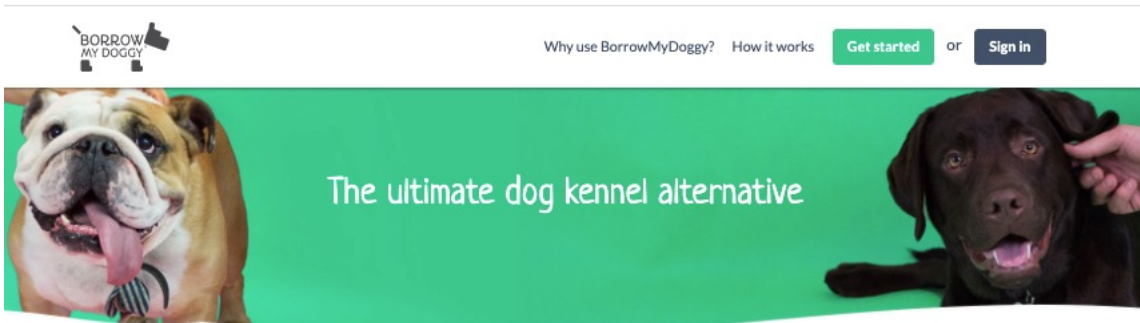 BORROW
MY DOGGY
Why use BorrowMyDoggy? How it works Get started or Sign in
The ultimate dog kennel alternative